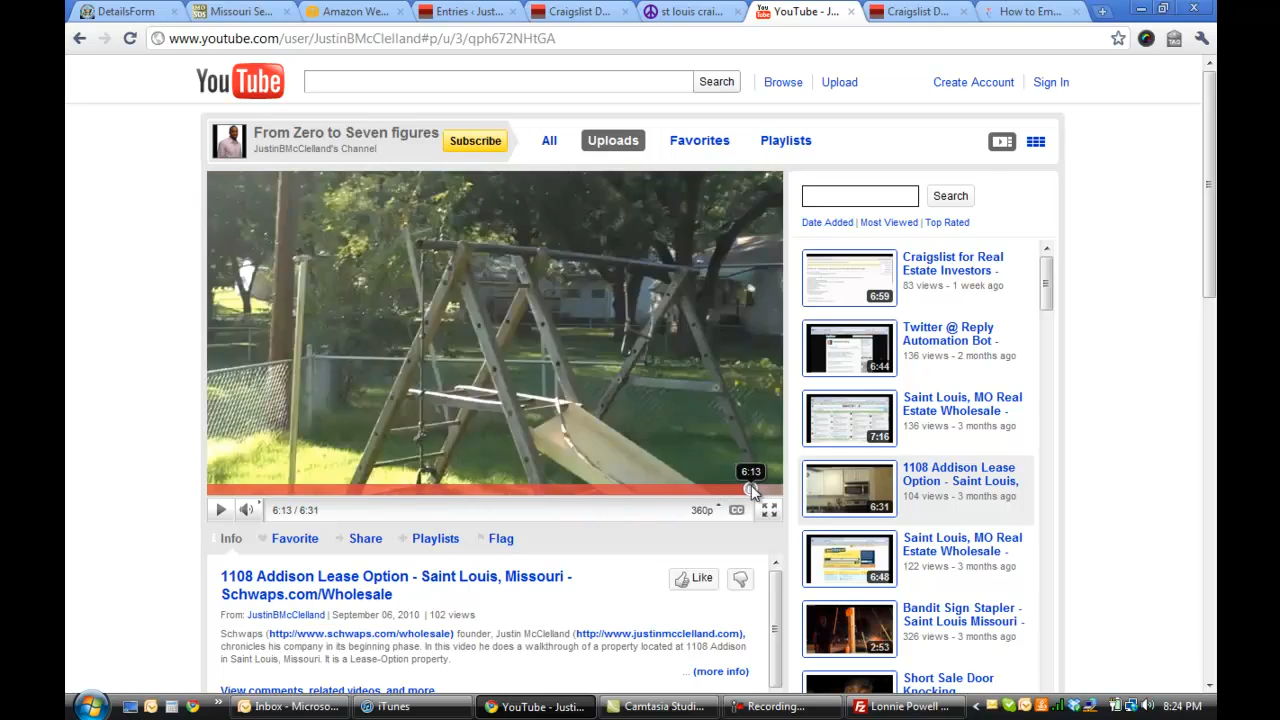 DetailsForm
Missouri Se...
Amazon We...
Entries ‹ Just...
Craigslist D...
st louis crai...
YouTube - J...
Craigslist D...
How to Em...
www.youtube.com/user/JustinBMcClelland#p/u/3/qph672NHtGA
YouTube
Search
Browse
Upload
Create Account
Sign In
From Zero to Seven figures
JustinBMcClelland's Channel
Subscribe
All
Uploads
Favorites
Playlists
Search
Date Added | Most Viewed | Top Rated
Craigslist for Real
Estate Investors -
83 views - 1 week ago
6:59
Twitter @ Reply
Automation Bot -
136 views - 2 months ago
6:44
Saint Louis, MO Real
Estate Wholesale -
136 views - 3 months ago
7:16
1108 Addison Lease
Option - Saint Louis,
104 views - 3 months ago
6:31
Saint Louis, MO Real
Estate Wholesale -
122 views - 3 months ago
6:48
Bandit Sign Stapler -
Saint Louis Missouri -
326 views - 3 months ago
2:53
Short Sale Door
Knocking
6:13
6:13 / 6:31
360p
CC
Info
Favorite
Share
Playlists
Flag
1108 Addison Lease Option - Saint Louis, Missouri -
Schwaps.com/Wholesale
Like
From: JustinBMcClelland | September 06, 2010 | 102 views
Schwaps (http://www.schwaps.com/wholesale) founder, Justin McClelland (http://www.justinmcclelland.com),
chronicles his company in its beginning phase. In this video he does a walkthrough of a property located at 1108 Addison
in Saint Louis, Missouri. It is a Lease-Option property.
... (more info)
View comments, related videos, and more
Inbox - Microso...
iTunes
YouTube - Justi...
Camtasia Studi...
Recording...
Lonnie Powell ...
8:24 PM